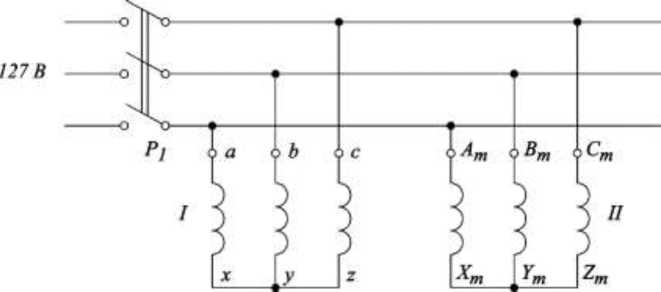 127 В
P1 a b c Am Bm Cm
I II
x y z Xm Ym Zm